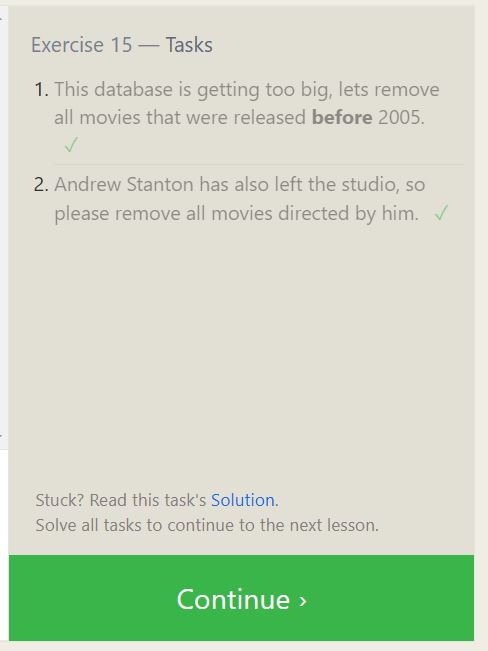 Exercise 15 — Tasks
1. This database is getting too big, lets remove
all movies that were released before 2005.
✓
2. Andrew Stanton has also left the studio, so
please remove all movies directed by him. ✓
Stuck? Read this task's Solution.
Solve all tasks to continue to the next lesson.
Continue ›